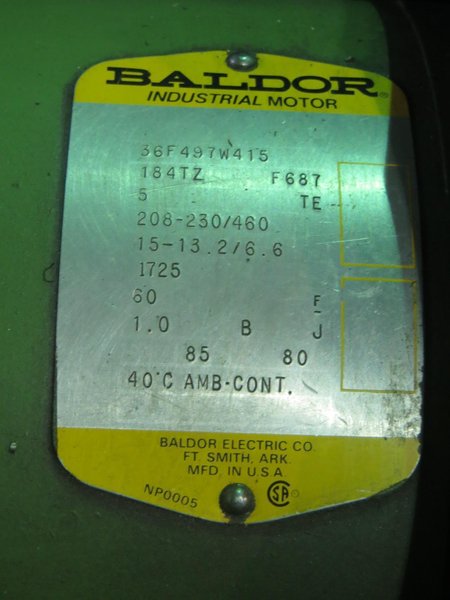 BALDOR®
INDUSTRIAL MOTOR
36F497W415
184TZ F687
5 TE
208-230/460
15-13.2/6.6
1725
60 F
1.0 B J
85 80
40°C AMB-CONT.
BALDOR ELECTRIC CO.
FT. SMITH, ARK.
MFD. IN U.S.A.
NP0005 SA